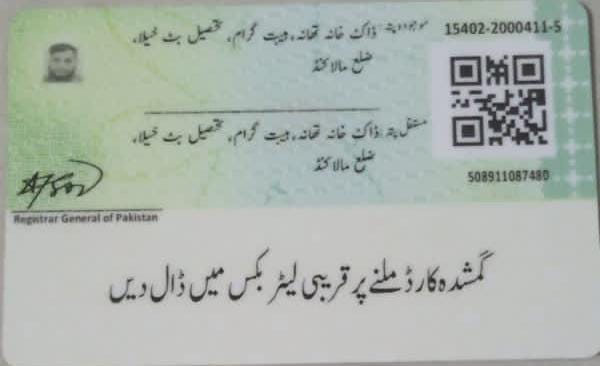 15402-2000411-5
موجودہ پتہ: ڈاک خانہ تھانہ، ہیبت گرام، تحصیل بٹ خیلا،
ضلع مالاکنڈ
مستقل پتہ: ڈاک خانہ تھانہ، ہیبت گرام، تحصیل بٹ خیلا،
ضلع مالاکنڈ
508911087480
Registrar General of Pakistan
گمشدہ کارڈ ملنے پر قریبی لیٹر بکس میں ڈال دیں